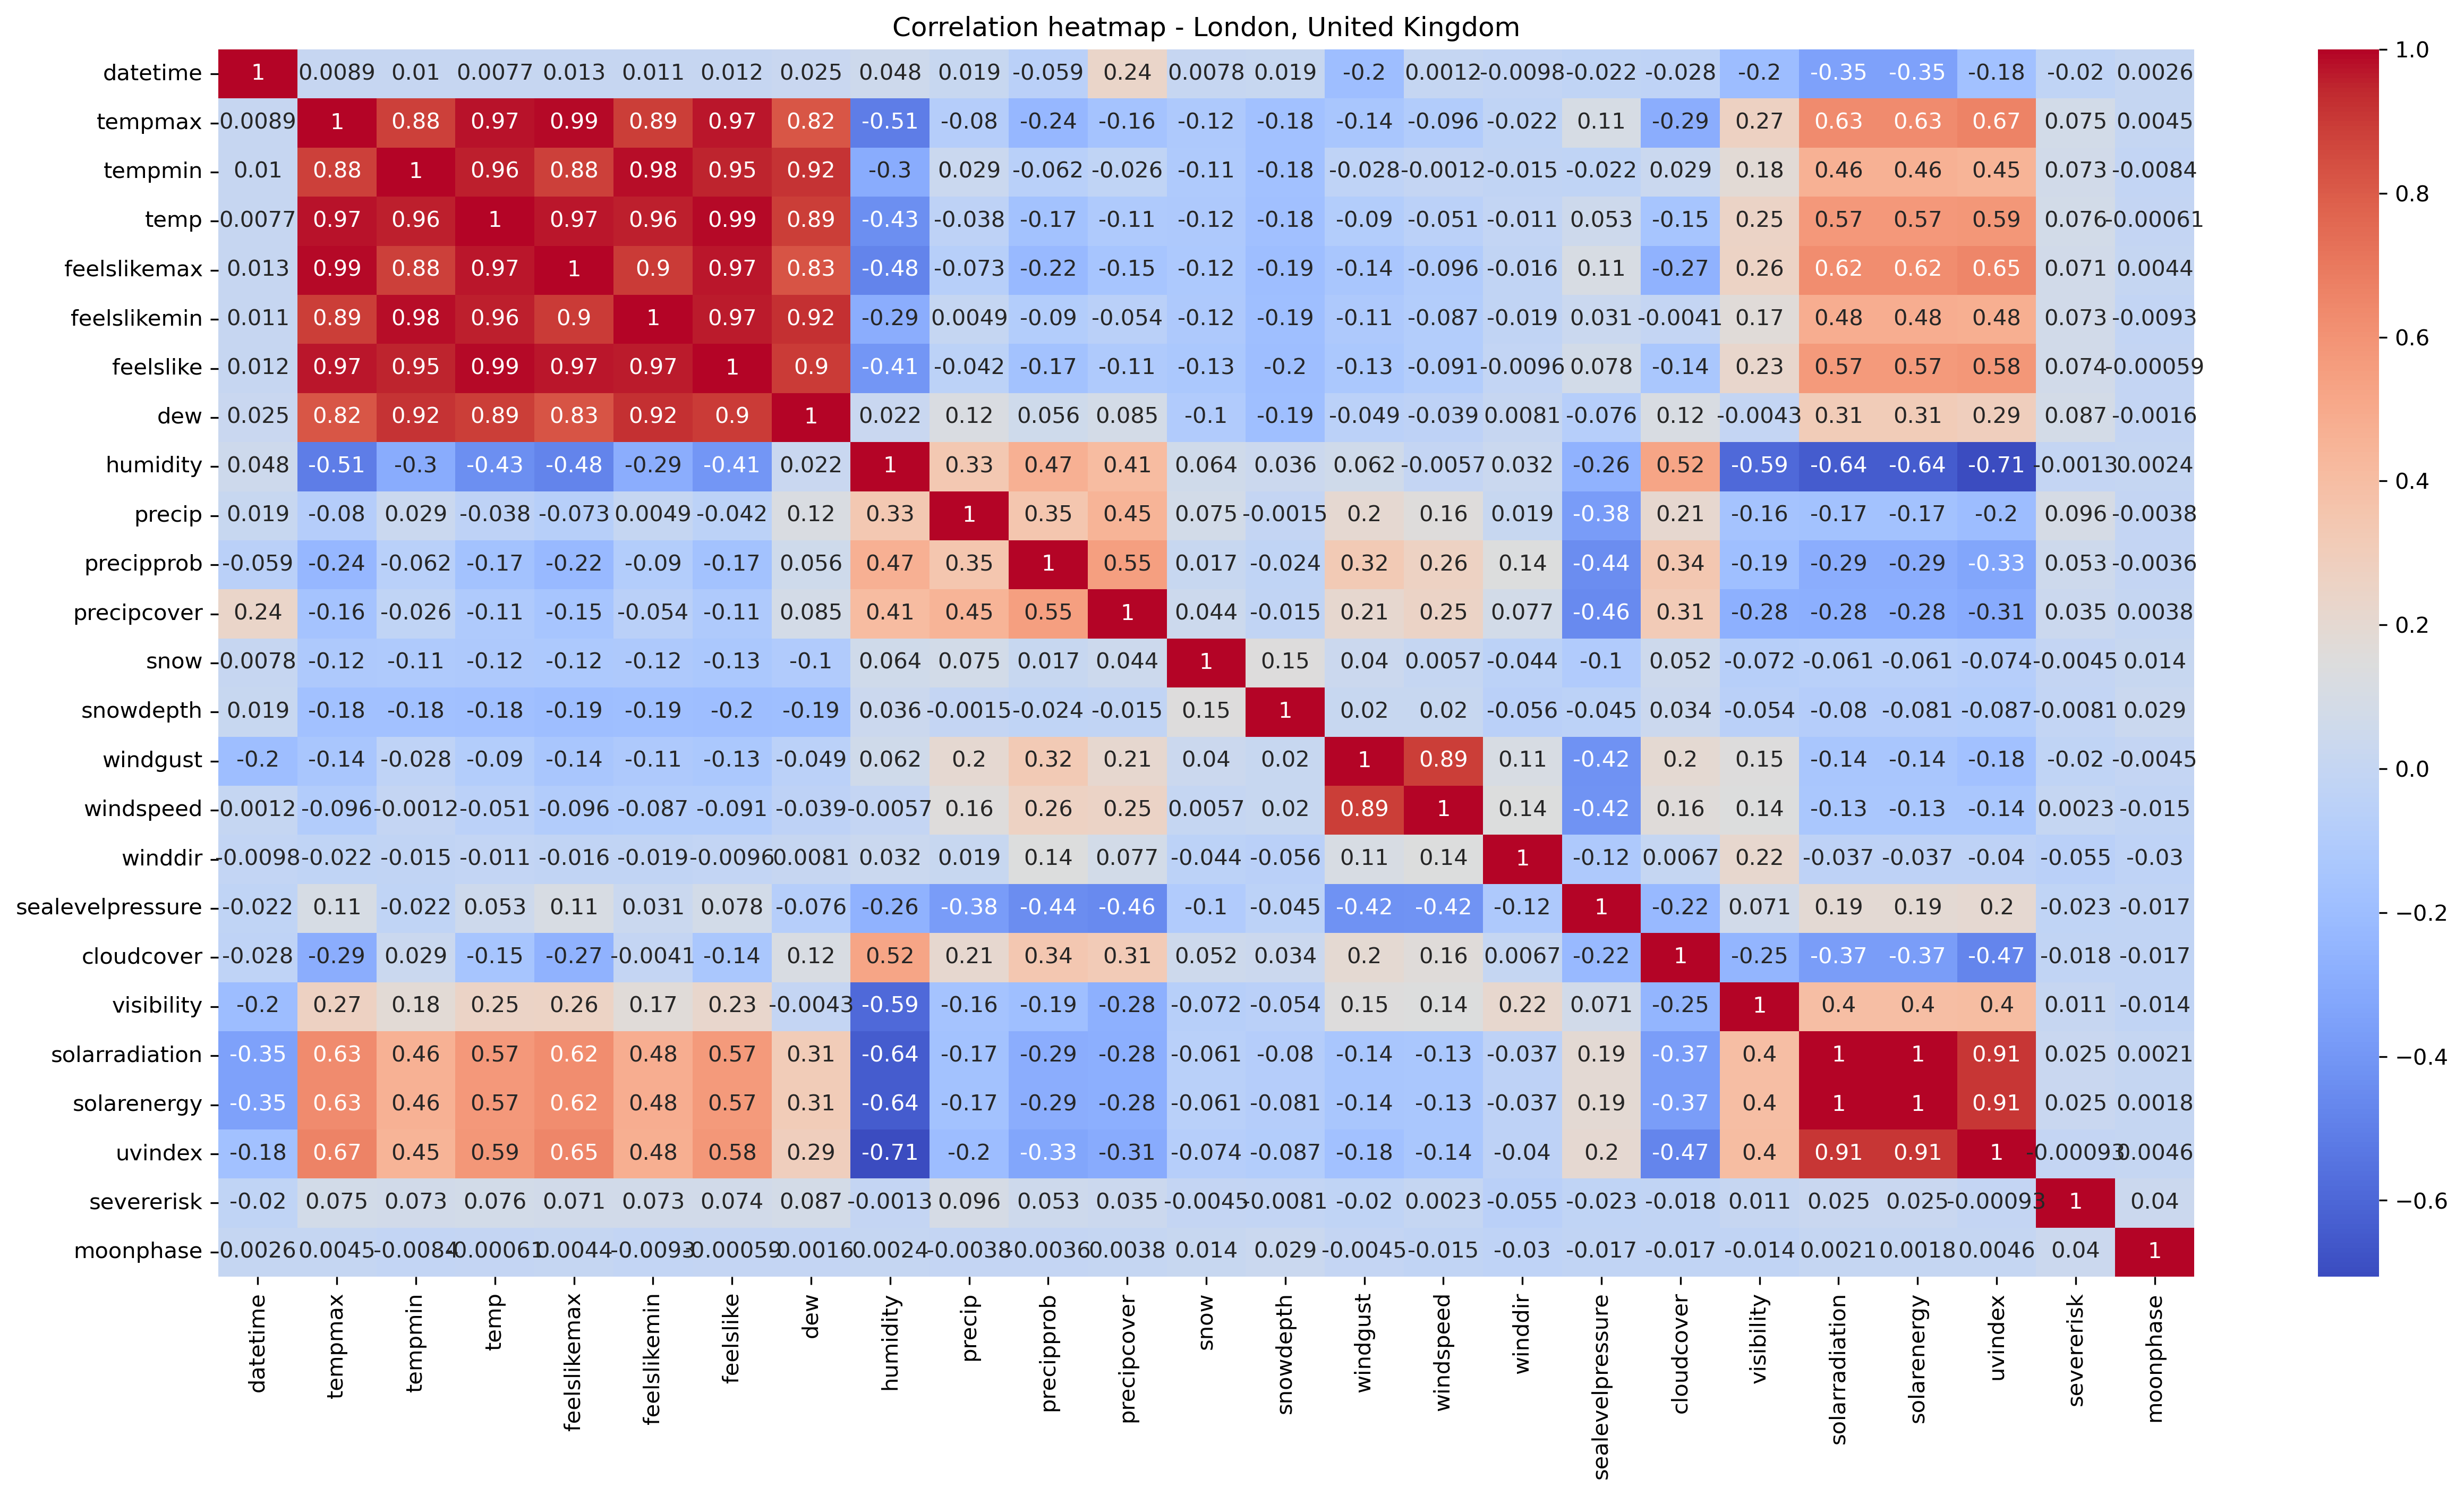 Correlation heatmap - London, United Kingdom
datetime 1 0.0089 0.01 0.0077 0.013 0.011 0.012 0.025 0.048 0.019 -0.059 0.24 0.0078 0.019 -0.2 0.0012 -0.0098 -0.022 -0.028 -0.2 -0.35 -0.35 -0.18 -0.02 0.0026
tempmax 0.0089 1 0.88 0.97 0.99 0.89 0.97 0.82 -0.51 -0.08 -0.24 -0.16 -0.12 -0.18 -0.14 -0.096 -0.022 0.11 -0.29 0.27 0.63 0.63 0.67 0.075 0.0045
tempmin 0.01 0.88 1 0.96 0.88 0.98 0.95 0.92 -0.3 0.029 -0.062 -0.026 -0.11 -0.18 -0.028 -0.0012 -0.015 -0.022 0.029 0.18 0.46 0.46 0.45 0.073 -0.0084
temp 0.0077 0.97 0.96 1 0.97 0.96 0.99 0.89 -0.43 -0.038 -0.17 -0.11 -0.12 -0.18 -0.09 -0.051 -0.011 0.053 -0.15 0.25 0.57 0.57 0.59 0.076 -0.00061
feelslikemax 0.013 0.99 0.88 0.97 1 0.9 0.97 0.83 -0.48 -0.073 -0.22 -0.15 -0.12 -0.19 -0.14 -0.096 -0.016 0.11 -0.27 0.26 0.62 0.62 0.65 0.071 0.0044
feelslikemin 0.011 0.89 0.98 0.96 0.9 1 0.97 0.92 -0.29 0.0049 -0.09 -0.054 -0.12 -0.19 -0.11 -0.087 -0.019 0.031 -0.0041 0.17 0.48 0.48 0.48 0.073 -0.0093
feelslike 0.012 0.97 0.95 0.99 0.97 0.97 1 0.9 -0.41 -0.042 -0.17 -0.11 -0.13 -0.2 -0.13 -0.091 -0.0096 0.078 -0.14 0.23 0.57 0.57 0.58 0.074 -0.00059
dew 0.025 0.82 0.92 0.89 0.83 0.92 0.9 1 0.022 0.12 0.056 0.085 -0.1 -0.19 -0.049 -0.039 0.0081 -0.076 0.12 -0.0043 0.31 0.31 0.29 0.087 -0.0016
humidity 0.048 -0.51 -0.3 -0.43 -0.48 -0.29 -0.41 0.022 1 0.33 0.47 0.41 0.064 0.036 0.062 -0.0057 0.032 -0.26 0.52 -0.59 -0.64 -0.64 -0.71 -0.0013 0.0024
precip 0.019 -0.08 0.029 -0.038 -0.073 0.0049 -0.042 0.12 0.33 1 0.35 0.45 0.075 -0.0015 0.2 0.16 0.019 -0.38 0.21 -0.16 -0.17 -0.17 -0.2 0.096 -0.0038
precipprob -0.059 -0.24 -0.062 -0.17 -0.22 -0.09 -0.17 0.056 0.47 0.35 1 0.55 0.017 -0.024 0.32 0.26 0.14 -0.44 0.34 -0.19 -0.29 -0.29 -0.33 0.053 -0.0036
precipcover 0.24 -0.16 -0.026 -0.11 -0.15 -0.054 -0.11 0.085 0.41 0.45 0.55 1 0.044 -0.015 0.21 0.25 0.077 -0.46 0.31 -0.28 -0.28 -0.28 -0.31 0.035 0.0038
snow 0.0078 -0.12 -0.11 -0.12 -0.12 -0.12 -0.13 -0.1 0.064 0.075 0.017 0.044 1 0.15 0.04 0.0057 -0.044 -0.1 0.052 -0.072 -0.061 -0.061 -0.074 -0.0045 0.014
snowdepth 0.019 -0.18 -0.18 -0.18 -0.19 -0.19 -0.2 -0.19 0.036 -0.0015 -0.024 -0.015 0.15 1 0.02 0.02 -0.056 -0.045 0.034 -0.054 -0.08 -0.081 -0.087 -0.0081 0.029
windgust -0.2 -0.14 -0.028 -0.09 -0.14 -0.11 -0.13 -0.049 0.062 0.2 0.32 0.21 0.04 0.02 1 0.89 0.11 -0.42 0.2 0.15 -0.14 -0.14 -0.18 -0.02 -0.0045
windspeed 0.0012 -0.096 -0.0012 -0.051 -0.096 -0.087 -0.091 -0.039 -0.0057 0.16 0.26 0.25 0.0057 0.02 0.89 1 0.14 -0.42 0.16 0.14 -0.13 -0.13 -0.14 0.0023 -0.015
winddir -0.0098 -0.022 -0.015 -0.011 -0.016 -0.019 -0.0096 0.0081 0.032 0.019 0.14 0.077 -0.044 -0.056 0.11 0.14 1 -0.12 0.0067 0.22 -0.037 -0.037 -0.04 -0.055 -0.03
sealevelpressure -0.022 0.11 -0.022 0.053 0.11 0.031 0.078 -0.076 -0.26 -0.38 -0.44 -0.46 -0.1 -0.045 -0.42 -0.42 -0.12 1 -0.22 0.071 0.19 0.19 0.2 -0.023 -0.017
cloudcover -0.028 -0.29 0.029 -0.15 -0.27 -0.0041 -0.14 0.12 0.52 0.21 0.34 0.31 0.052 0.034 0.2 0.16 0.0067 -0.22 1 -0.25 -0.37 -0.37 -0.47 -0.018 -0.017
visibility -0.2 0.27 0.18 0.25 0.26 0.17 0.23 -0.0043 -0.59 -0.16 -0.19 -0.28 -0.072 -0.054 0.15 0.14 0.22 0.071 -0.25 1 0.4 0.4 0.4 0.011 -0.014
solarradiation -0.35 0.63 0.46 0.57 0.62 0.48 0.57 0.31 -0.64 -0.17 -0.29 -0.28 -0.061 -0.08 -0.14 -0.13 -0.037 0.19 -0.37 0.4 1 1 0.91 0.025 0.0021
solarenergy -0.35 0.63 0.46 0.57 0.62 0.48 0.57 0.31 -0.64 -0.17 -0.29 -0.28 -0.061 -0.081 -0.14 -0.13 -0.037 0.19 -0.37 0.4 1 1 0.91 0.025 0.0018
uvindex -0.18 0.67 0.45 0.59 0.65 0.48 0.58 0.29 -0.71 -0.2 -0.33 -0.31 -0.074 -0.087 -0.18 -0.14 -0.04 0.2 -0.47 0.4 0.91 0.91 1 -0.00093 0.0046
severerisk -0.02 0.075 0.073 0.076 0.071 0.073 0.074 0.087 -0.0013 0.096 0.053 0.035 -0.0045 -0.0081 -0.02 0.0023 -0.055 -0.023 -0.018 0.011 0.025 0.025 -0.00093 1 0.04
moonphase 0.0026 0.0045 -0.0084 -0.00061 0.0044 -0.0093 -0.00059 -0.0016 0.0024 -0.0038 -0.0036 0.0038 0.014 0.029 -0.0045 -0.015 -0.03 -0.017 -0.017 -0.014 0.0021 0.0018 0.0046 0.04 1
datetime tempmax tempmin temp feelslikemax feelslikemin feelslike dew humidity precip precipprob precipcover snow snowdepth windgust windspeed winddir sealevelpressure cloudcover visibility solarradiation solarenergy uvindex severerisk moonphase
1.0
0.8
0.6
0.4
0.2
0.0
−0.2
−0.4
−0.6